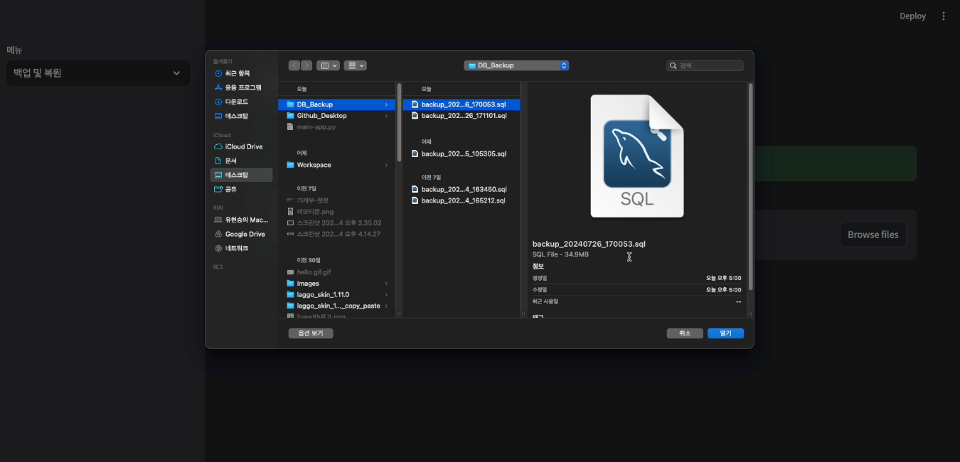 Deploy
메뉴
백업 및 복원
즐겨찾기
최근 항목
응용 프로그램
다운로드
데스크탑
iCloud
iCloud Drive
문서
데스크탑
공유
위치
유현승의 Mac...
Google Drive
네트워크
태그
DB_Backup
검색
오늘
DB_Backup
Github_Desktop
main-app.py
어제
Workspace
이전 7일
가계부-챗봇
스크린샷 202...4 오후 2.35.02
스크린샷 202...4 오후 4.14.27
이전 30일
hello gif.gif
Images
laggo_skin_1.11.0
laggo_skin_1..._copy_paste
오늘
backup_202...6_170053.sql
backup_202...26_171101.sql
어제
backup_202...5_105305.sql
이전 7일
backup_202...4_163450.sql
backup_202...4_165212.sql
SQL
backup_20240726_170053.sql
SQL File - 34.9MB
정보
생성일 오늘 오후 5:00
수정일 오늘 오후 5:00
최근 사용일 --
태그
옵션 보기
취소
열기
Browse files